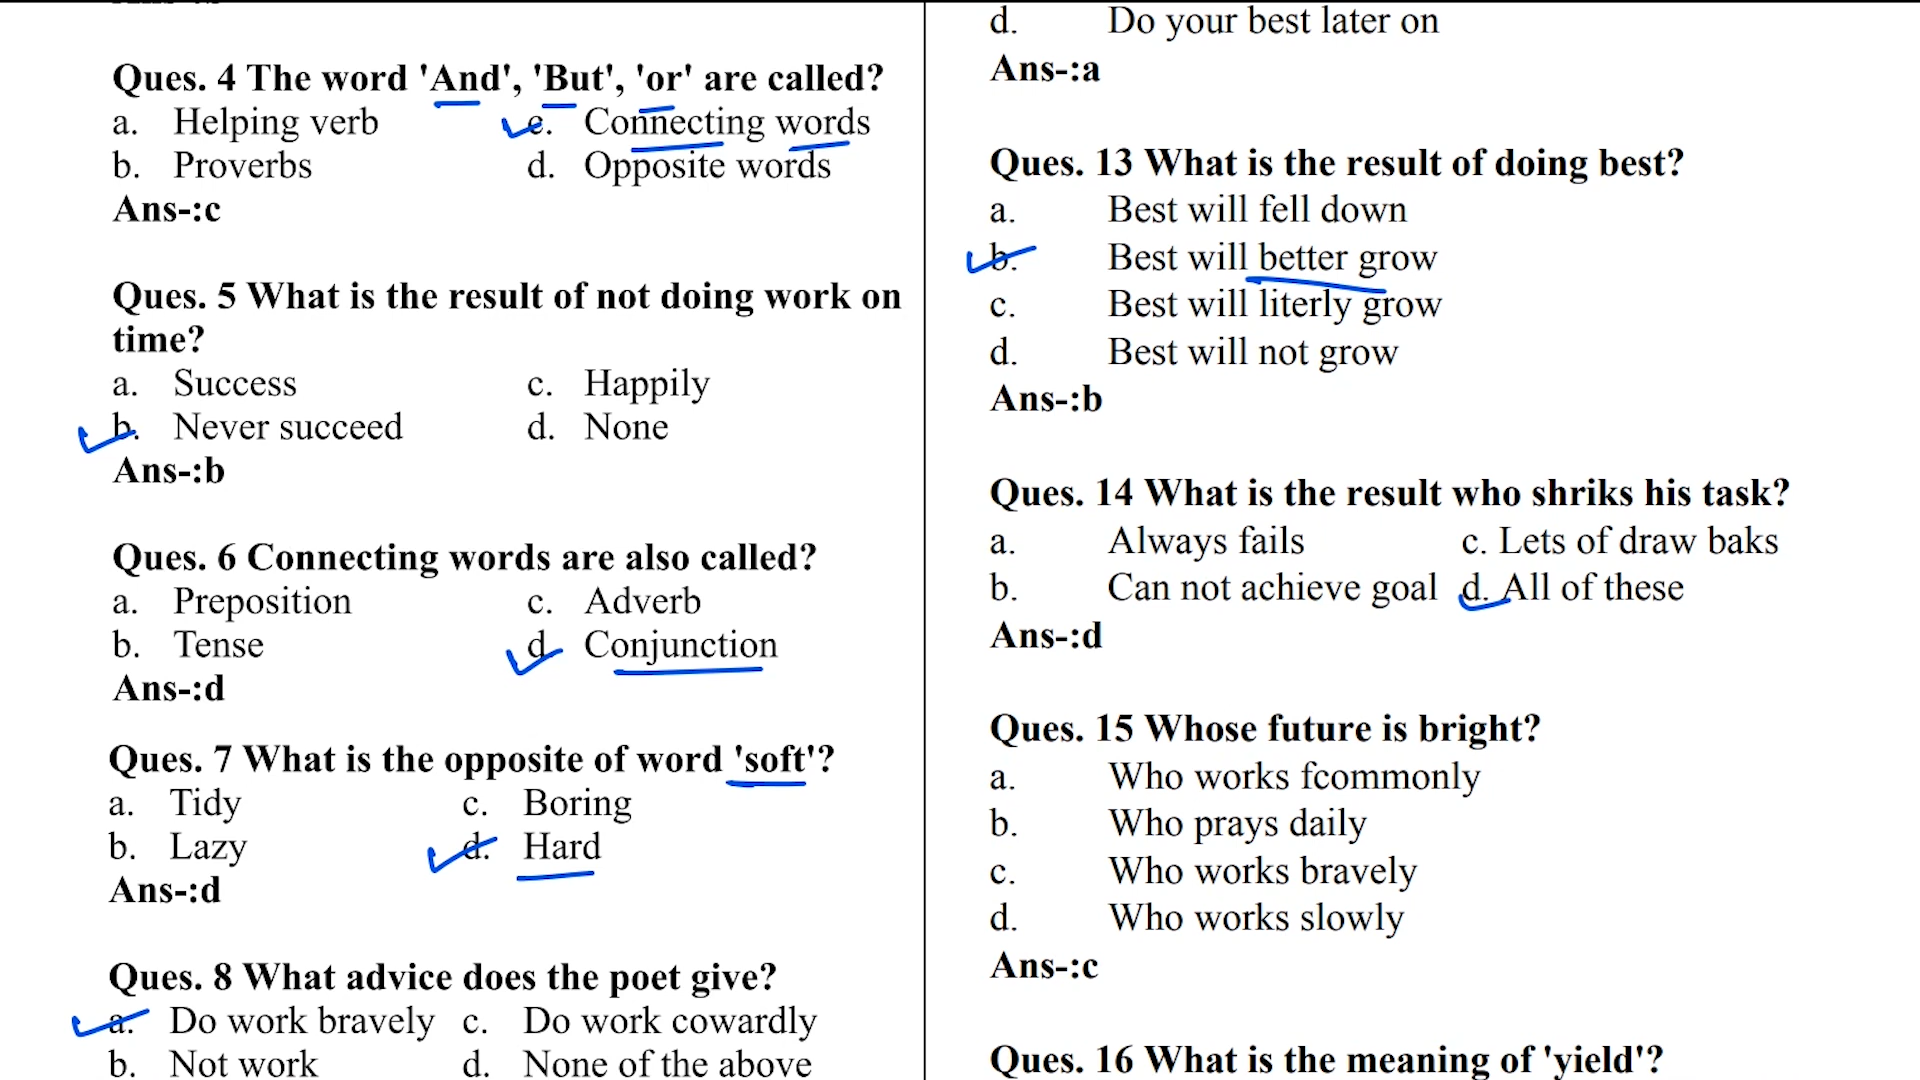 Ques. 4 The word 'And', 'But', 'or' are called?
a. Helping verb c. Connecting words
b. Proverbs d. Opposite words
Ans-:c
Ques. 5 What is the result of not doing work on
time?
a. Success c. Happily
b. Never succeed d. None
Ans-:b
Ques. 6 Connecting words are also called?
a. Preposition c. Adverb
b. Tense d Conjunction
Ans-:d
Ques. 7 What is the opposite of word 'soft'?
a. Tidy c. Boring
b. Lazy d. Hard
Ans-:d
Ques. 8 What advice does the poet give?
a. Do work bravely c. Do work cowardly
b. Not work d. None of the above
d. Do your best later on
Ans-:a
Ques. 13 What is the result of doing best?
a. Best will fell down
b. Best will better grow
c. Best will literly grow
d. Best will not grow
Ans-:b
Ques. 14 What is the result who shriks his task?
a. Always fails c. Lets of draw baks
b. Can not achieve goal d. All of these
Ans-:d
Ques. 15 Whose future is bright?
a. Who works fcommonly
b. Who prays daily
c. Who works bravely
d. Who works slowly
Ans-:c
Ques. 16 What is the meaning of 'yield'?